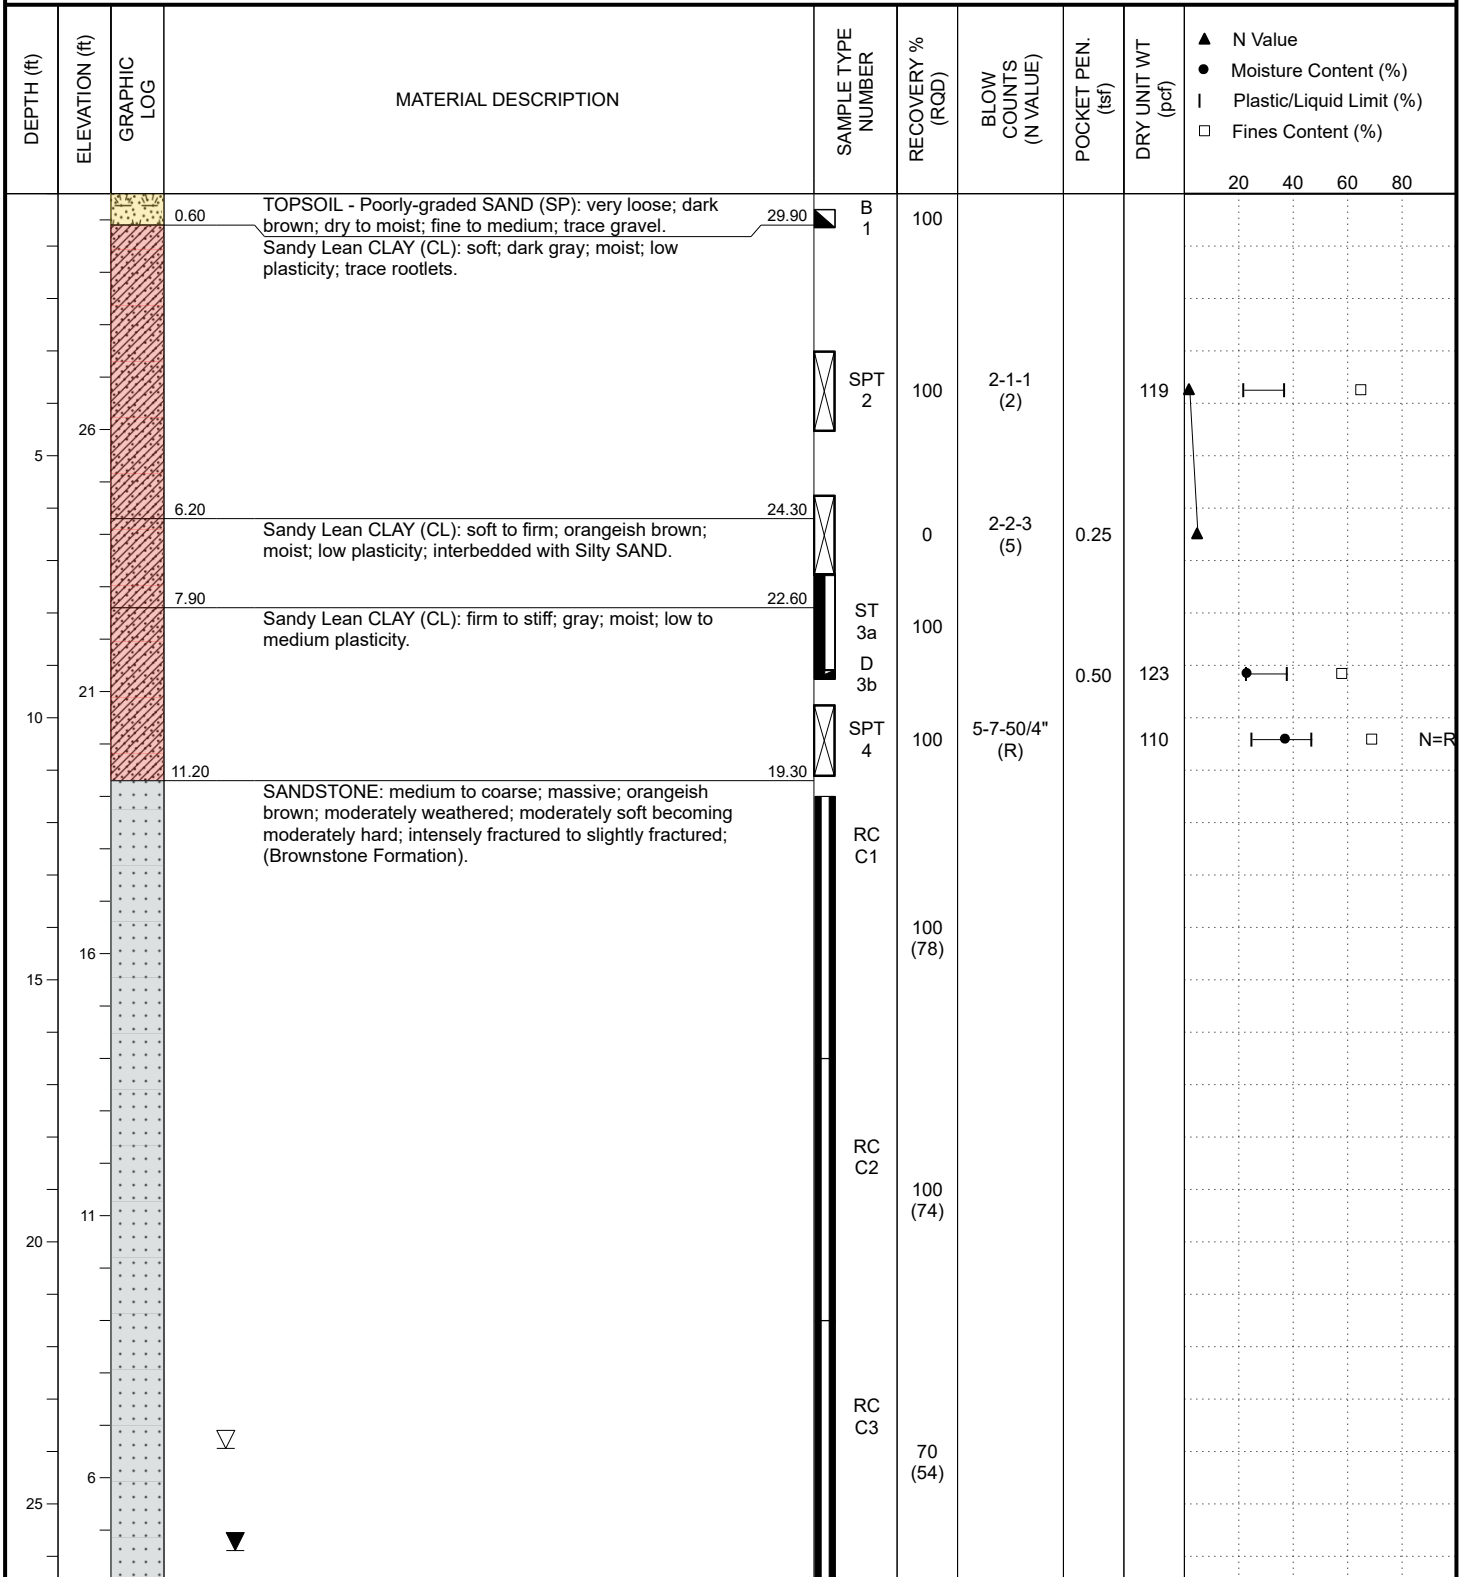 DEPTH (ft)
ELEVATION (ft)
GRAPHIC
LOG
MATERIAL DESCRIPTION
SAMPLE TYPE
NUMBER
RECOVERY %
(RQD)
BLOW
COUNTS
(N VALUE)
POCKET PEN.
(tsf)
DRY UNIT WT
(pcf)
N Value
Moisture Content (%)
Plastic/Liquid Limit (%)
Fines Content (%)
20 40 60 80
0.60
TOPSOIL - Poorly-graded SAND (SP): very loose; dark
brown; dry to moist; fine to medium; trace gravel.
29.90
B
1
100
Sandy Lean CLAY (CL): soft; dark gray; moist; low
plasticity; trace rootlets.
SPT
2
100
2-1-1
(2)
119
26
5
6.20
24.30
Sandy Lean CLAY (CL): soft to firm; orangeish brown;
moist; low plasticity; interbedded with Silty SAND.
0
2-2-3
(5)
0.25
7.90
22.60
Sandy Lean CLAY (CL): firm to stiff; gray; moist; low to
medium plasticity.
ST
3a
100
D
3b
0.50
123
21
10
SPT
4
100
5-7-50/4"
(R)
110
N=R
11.20
19.30
SANDSTONE: medium to coarse; massive; orangeish
brown; moderately weathered; moderately soft becoming
moderately hard; intensely fractured to slightly fractured;
(Brownstone Formation).
RC
C1
100
(78)
16
15
RC
C2
100
(74)
11
20
RC
C3
70
(54)
6
25